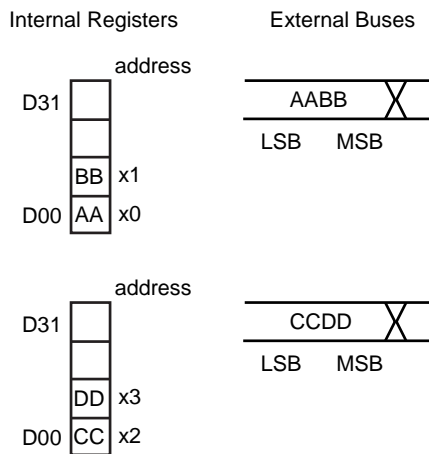 Internal Registers External Buses
address
D31 AABB
LSB MSB
BB x1
D00 AA x0
address
D31 CCDD
LSB MSB
DD x3
D00 CC x2